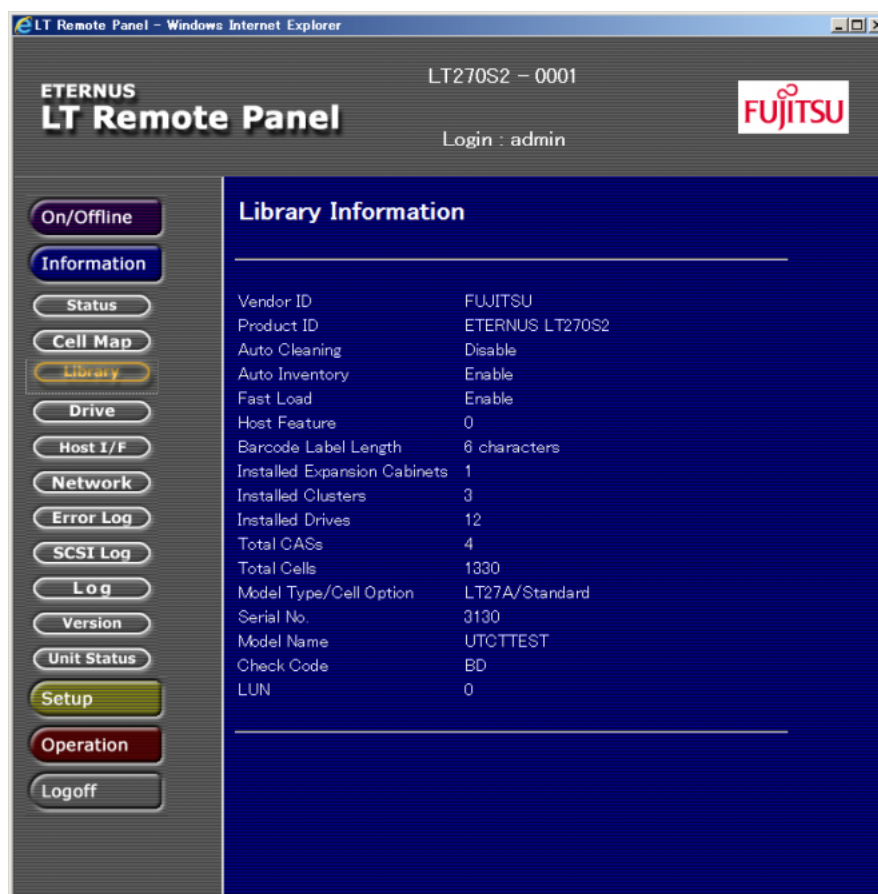 LT Remote Panel - Windows Internet Explorer
LT270S2 - 0001
ETERNUS
LT Remote Panel
FUJITSU
Login : admin
On/Offline
Information
Status
Cell Map
Library
Drive
Host I/F
Network
Error Log
SCSI Log
Log
Version
Unit Status
Setup
Operation
Logoff
Library Information
Vendor ID FUJITSU
Product ID ETERNUS LT270S2
Auto Cleaning Disable
Auto Inventory Enable
Fast Load Enable
Host Feature 0
Barcode Label Length 6 characters
Installed Expansion Cabinets 1
Installed Clusters 3
Installed Drives 12
Total CASs 4
Total Cells 1330
Model Type/Cell Option LT27A/Standard
Serial No. 3130
Model Name UTCTTEST
Check Code BD
LUN 0